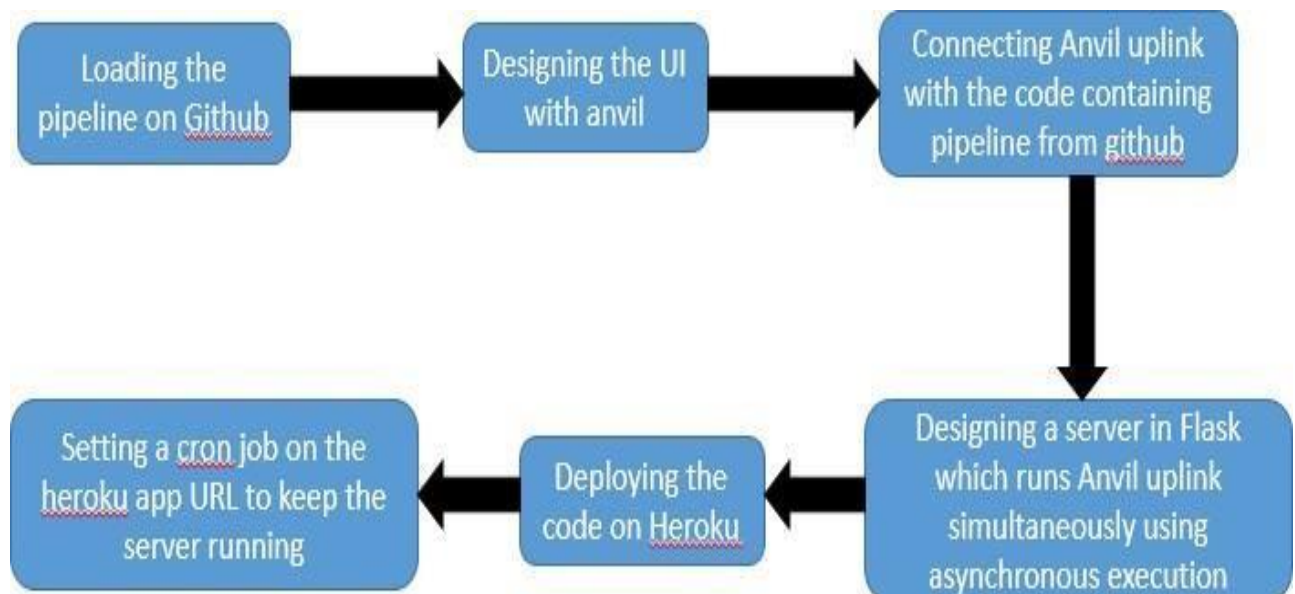 Loading the
pipeline on Github
Designing the UI
with anvil
Connecting Anvil uplink
with the code containing
pipeline from github
Designing a server in Flask
which runs Anvil uplink
simultaneously using
asynchronous execution
Deploying the
code on Heroku
Setting a cron job on the
heroku app URL to keep the
server running